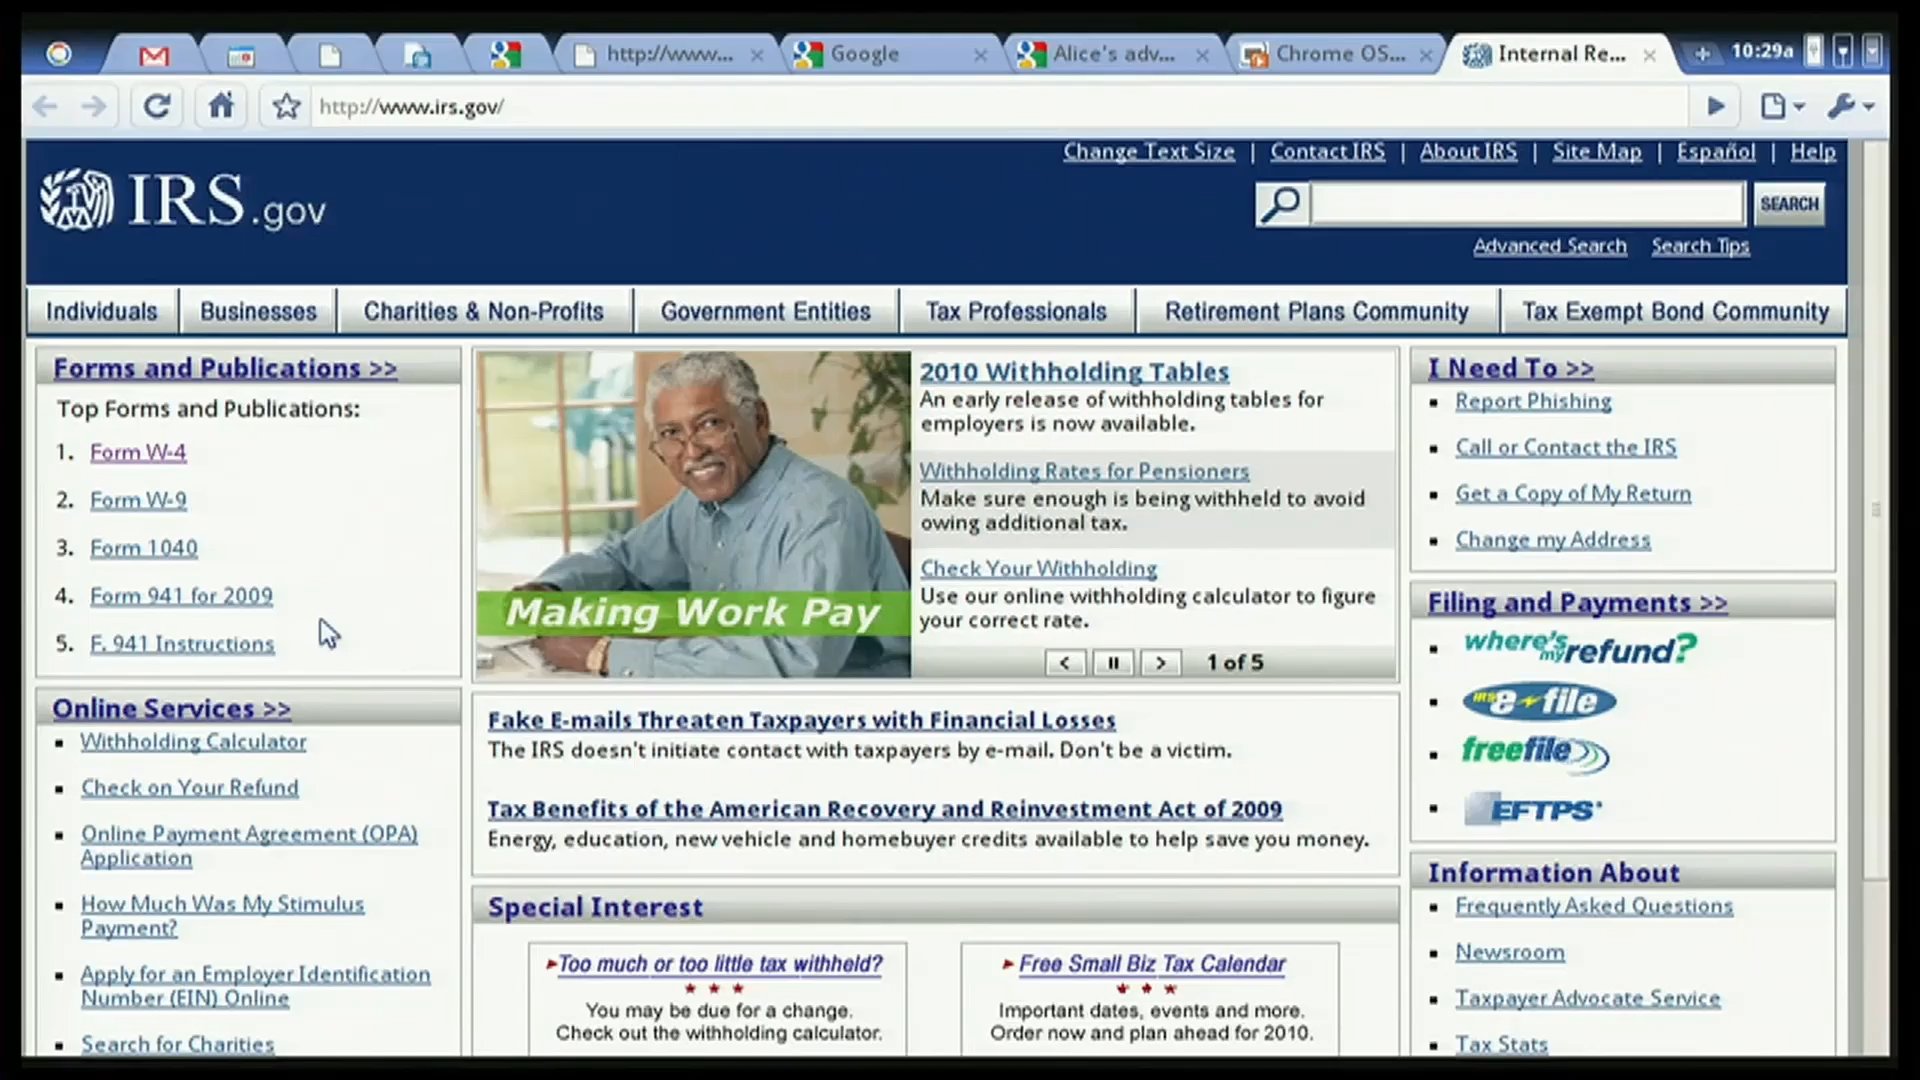 http://www...
Google
Alice's adv...
Chrome OS...
Internal Re...
10:29a
http://www.irs.gov/
Change Text Size | Contact IRS | About IRS | Site Map | Español | Help
IRS.gov
SEARCH
Advanced Search Search Tips
Individuals
Businesses
Charities & Non-Profits
Government Entities
Tax Professionals
Retirement Plans Community
Tax Exempt Bond Community
Forms and Publications >>
Top Forms and Publications:
1. Form W-4
2. Form W-9
3. Form 1040
4. Form 941 for 2009
5. F. 941 Instructions
Online Services >>
Withholding Calculator
Check on Your Refund
Online Payment Agreement (OPA)
Application
How Much Was My Stimulus
Payment?
Apply for an Employer Identification
Number (EIN) Online
Search for Charities
Making Work Pay
2010 Withholding Tables
An early release of withholding tables for
employers is now available.
Withholding Rates for Pensioners
Make sure enough is being withheld to avoid
owing additional tax.
Check Your Withholding
Use our online withholding calculator to figure
your correct rate.
< > 1 of 5
Fake E-mails Threaten Taxpayers with Financial Losses
The IRS doesn't initiate contact with taxpayers by e-mail. Don't be a victim.
Tax Benefits of the American Recovery and Reinvestment Act of 2009
Energy, education, new vehicle and homebuyer credits available to help save you money.
Special Interest
Too much or too little tax withheld?
You may be due for a change.
Check out the withholding calculator.
Free Small Biz Tax Calendar
Important dates, events and more.
Order now and plan ahead for 2010.
I Need To >>
Report Phishing
Call or Contact the IRS
Get a Copy of My Return
Change my Address
Filing and Payments >>
where's my refund?
irs e-file
freefile
EFTPS
Information About
Frequently Asked Questions
Newsroom
Taxpayer Advocate Service
Tax Stats